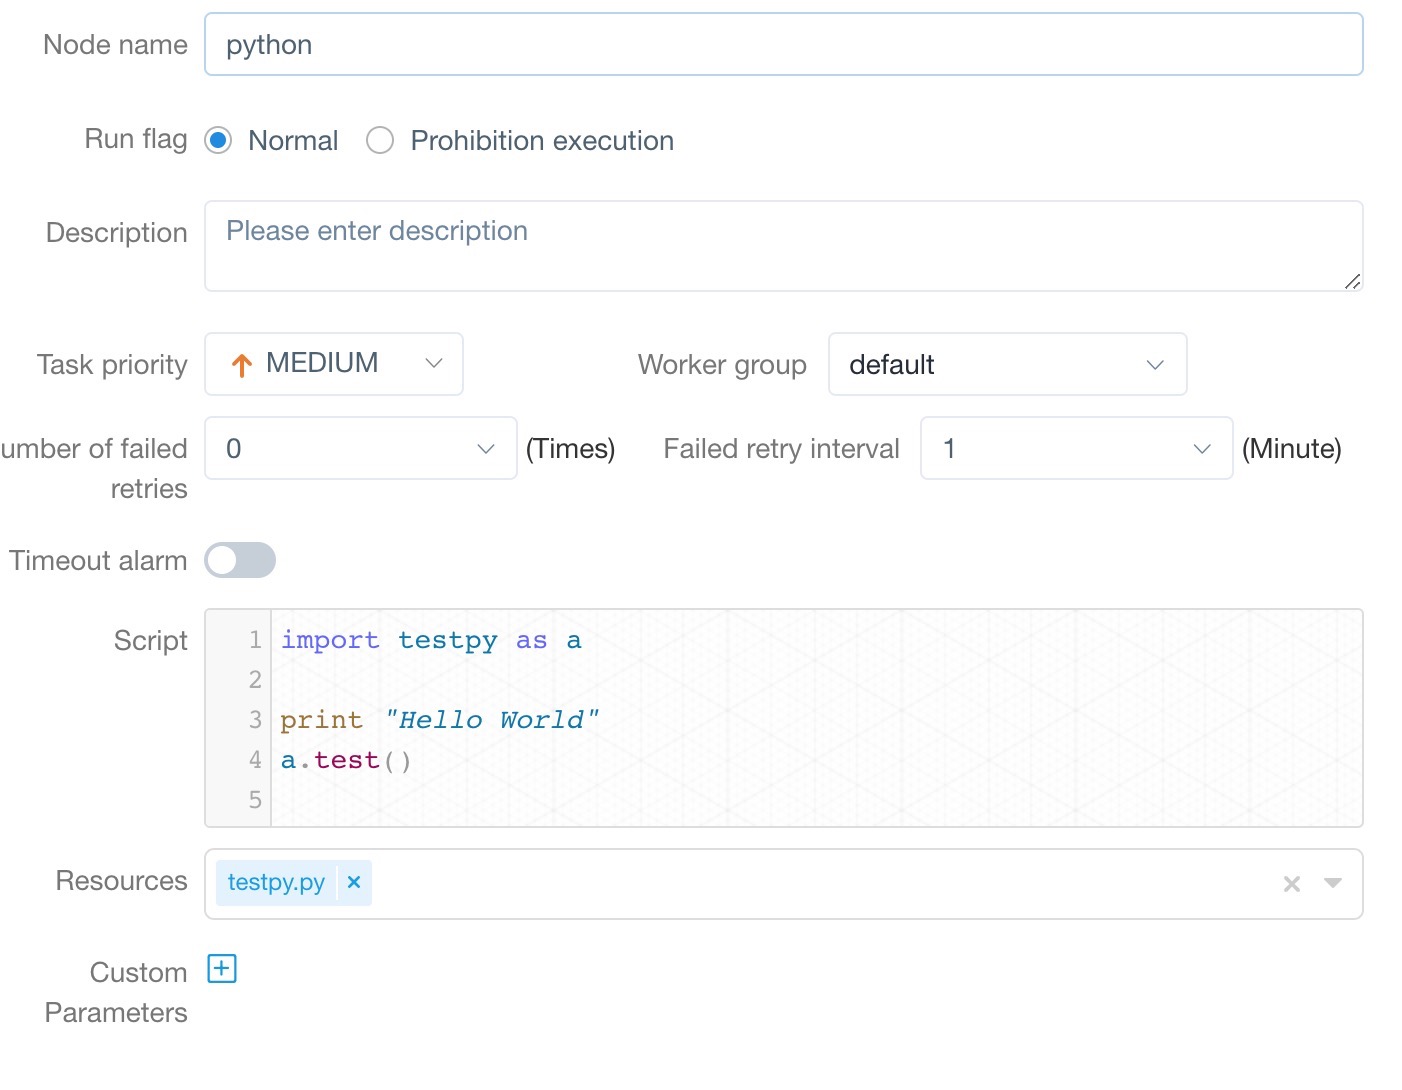 Node name python
Run flag Normal Prohibition execution
Description Please enter description
Task priority MEDIUM Worker group default
umber of failed retries 0 (Times) Failed retry interval 1 (Minute)
Timeout alarm
Script
1 import testpy as a
2
3 print "Hello World"
4 a.test()
5
Resources testpy.py
Custom
Parameters